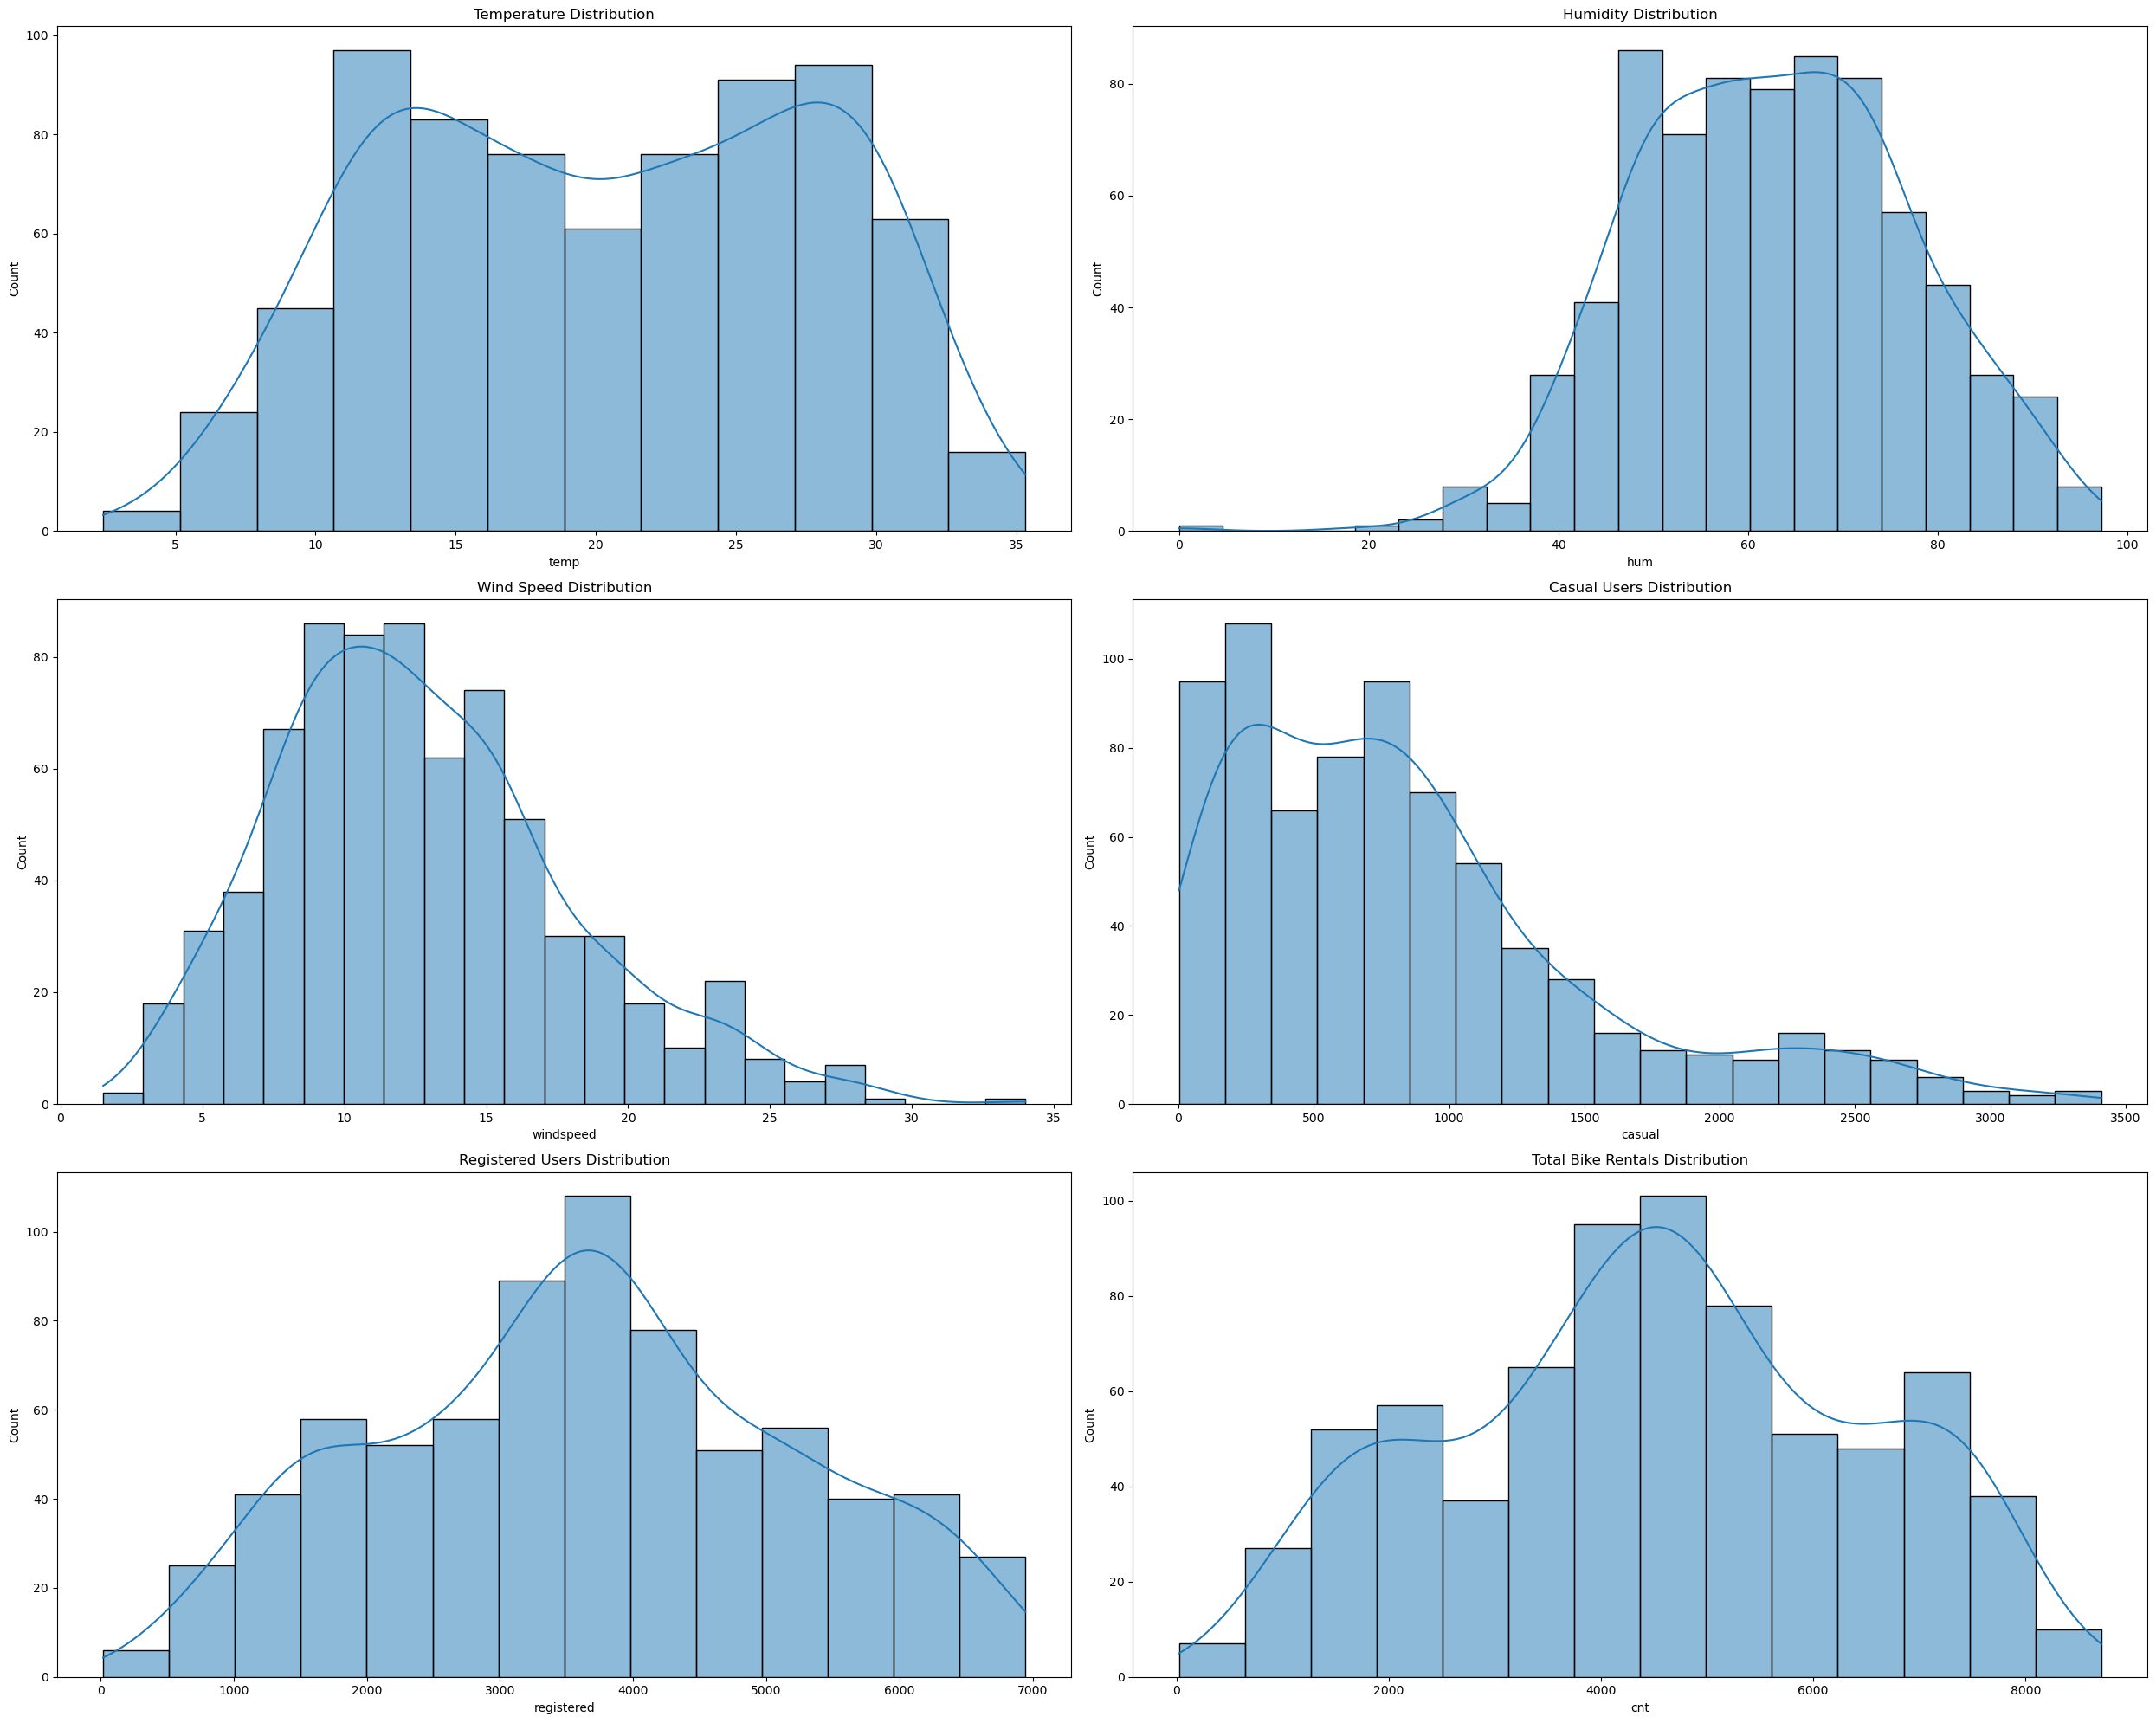 Temperature Distribution
Count
100
80
60
40
20
0
5 10 15 20 25 30 35
temp
Humidity Distribution
Count
80
60
40
20
0
0 20 40 60 80 100
hum
Wind Speed Distribution
Count
80
60
40
20
0
0 5 10 15 20 25 30 35
windspeed
Casual Users Distribution
Count
100
80
60
40
20
0
0 500 1000 1500 2000 2500 3000 3500
casual
Registered Users Distribution
Count
100
80
60
40
20
0
0 1000 2000 3000 4000 5000 6000 7000
registered
Total Bike Rentals Distribution
Count
100
80
60
40
20
0
0 2000 4000 6000 8000
cnt